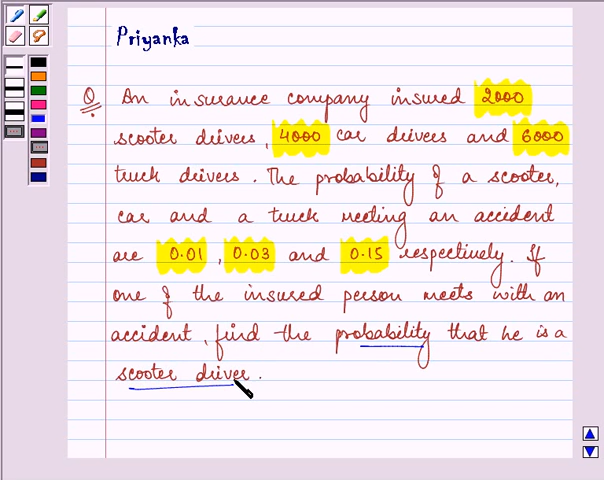 Priyanka
Q An insurance company insured 2000
scooter drivers, 4000 car drivers and 6000
truck drivers. The probability of a scooter,
car and a truck meeting an accident
are 0.01, 0.03 and 0.15 respectively. If
one of the insured person meets with an
accident, find the probability that he is a
scooter driver.